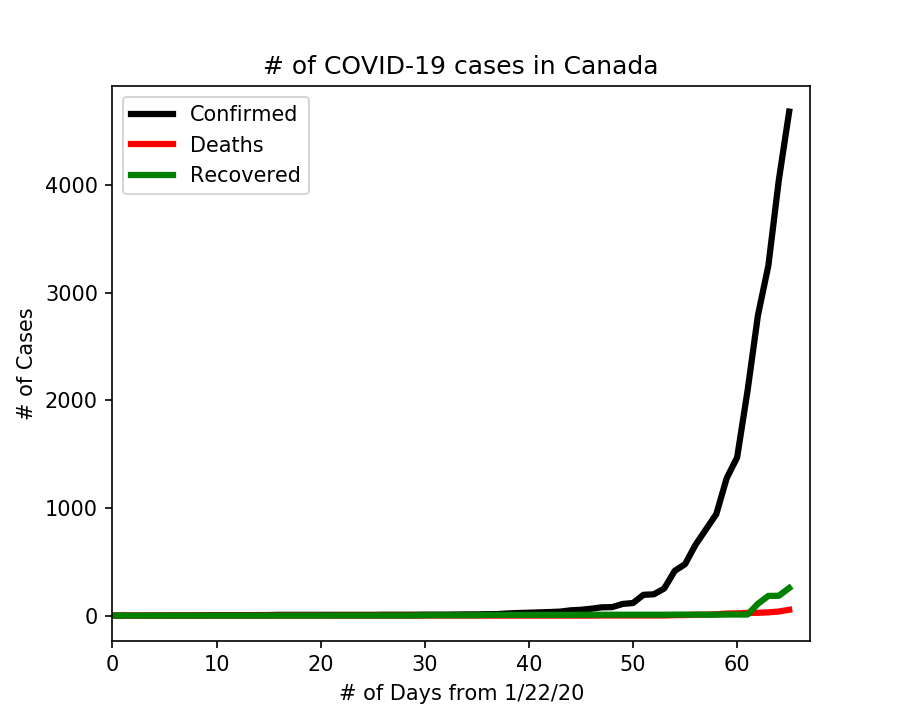 # of COVID-19 cases in Canada
Confirmed
Deaths
Recovered
# of Cases
4000
3000
2000
1000
0
0 10 20 30 40 50 60
# of Days from 1/22/20